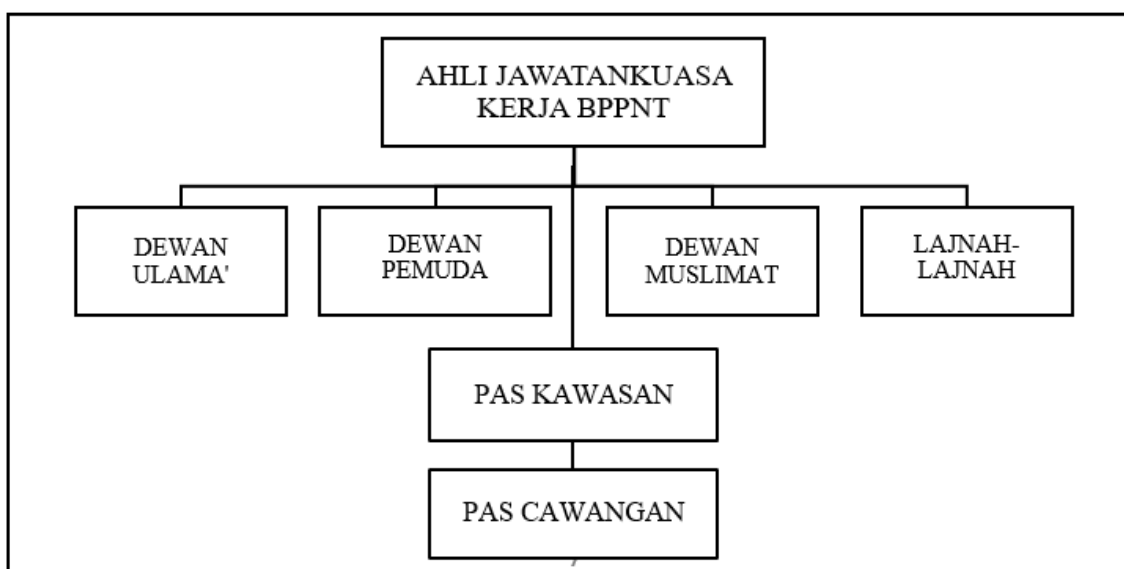 AHLI JAWATANKUASA
KERJA BPPNT
DEWAN
ULAMA'
DEWAN
PEMUDA
DEWAN
MUSLIMAT
LAJNAH-
LAJNAH
PAS KAWASAN
PAS CAWANGAN